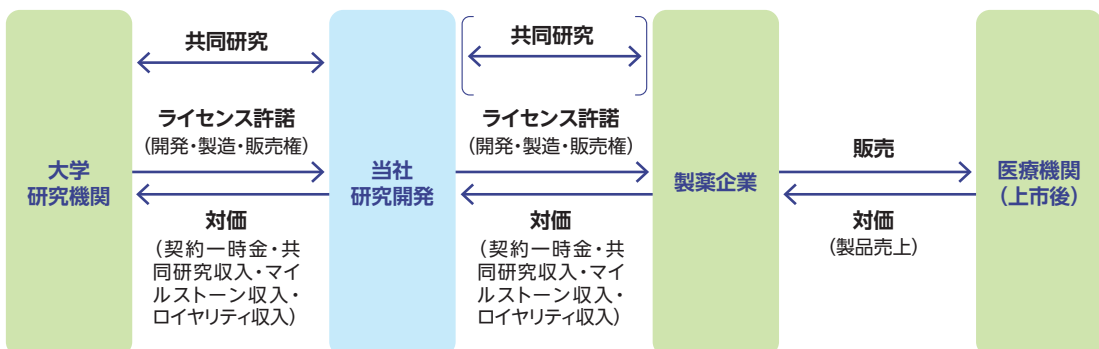 大学
研究機関
共同研究
ライセンス許諾
(開発・製造・販売権)
対価
(契約一時金・共
同研究収入・マイ
ルストーン収入・
ロイヤリティ収入)
当社
研究開発
共同研究
ライセンス許諾
(開発・製造・販売権)
対価
(契約一時金・共
同研究収入・マイ
ルストーン収入・
ロイヤリティ収入)
製薬企業
販売
対価
(製品売上)
医療機関
(上市後)